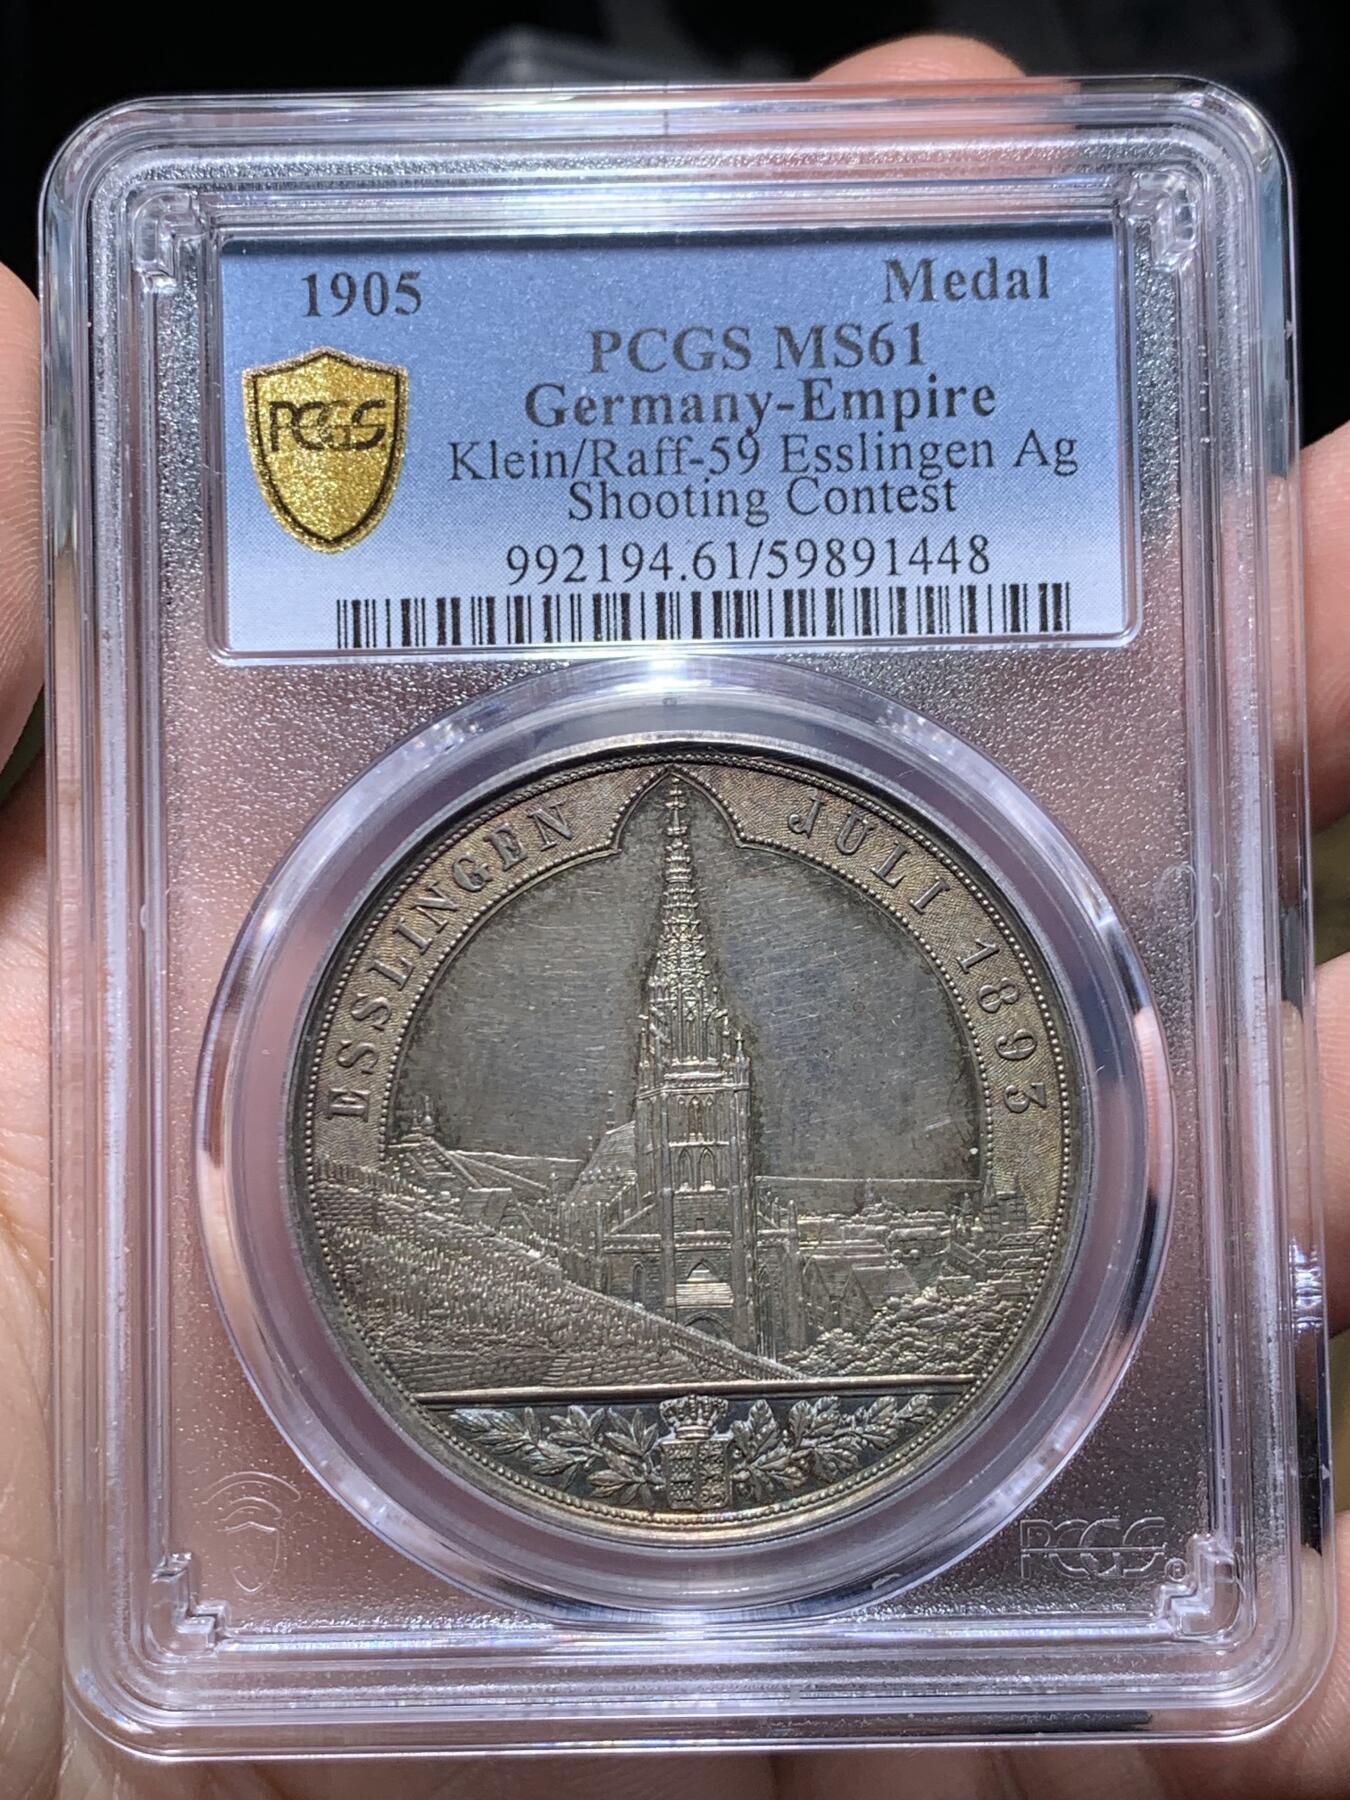 1905 Medal
PCGS MS61
Germany-Empire
PCGS
Klein/Raff-59 Esslingen Ag
Shooting Contest
992194.61/59891448
ESSLINGEN JULI 1893
PCGS®